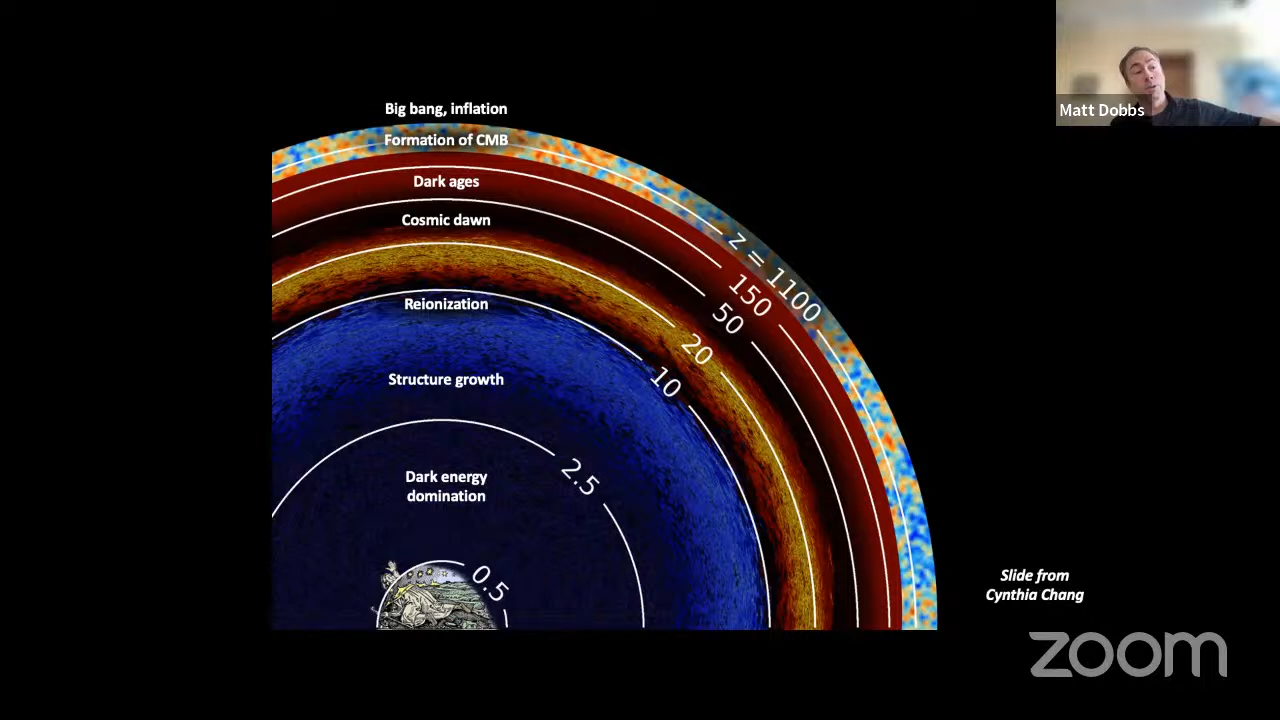 Matt Dobbs
Big bang, inflation
Formation of CMB
Dark ages
Cosmic dawn
Reionization
Structure growth
Dark energy
domination
z = 1100
150
50
20
10
2.5
0.5
Slide from
Cynthia Chang
zoom